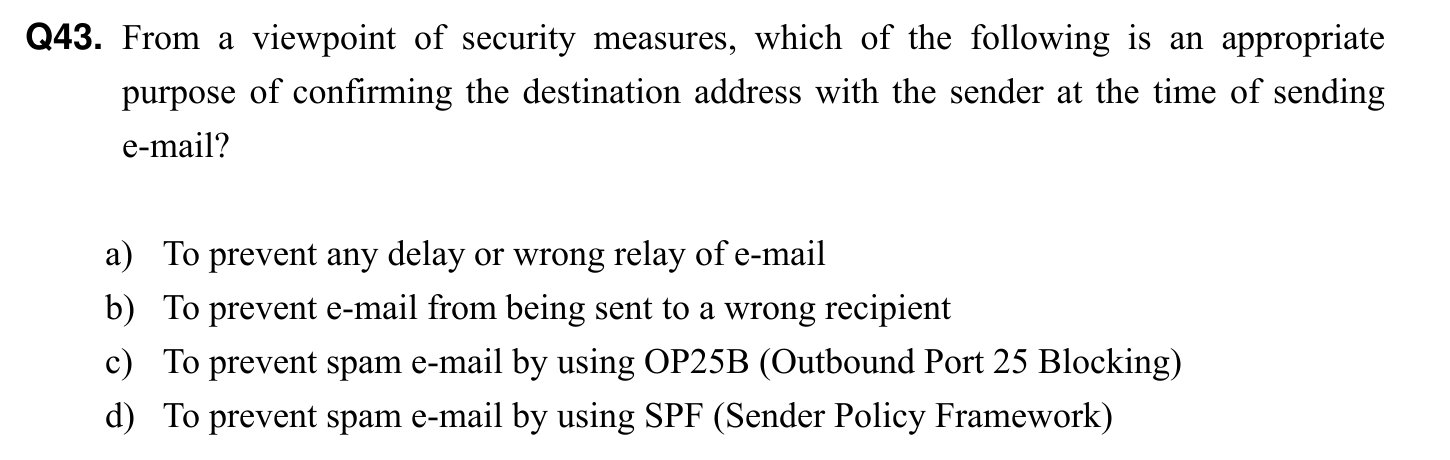 Q43. From a viewpoint of security measures, which of the following is an appropriate
purpose of confirming the destination address with the sender at the time of sending
e-mail?
a) To prevent any delay or wrong relay of e-mail
b) To prevent e-mail from being sent to a wrong recipient
c) To prevent spam e-mail by using OP25B (Outbound Port 25 Blocking)
d) To prevent spam e-mail by using SPF (Sender Policy Framework)